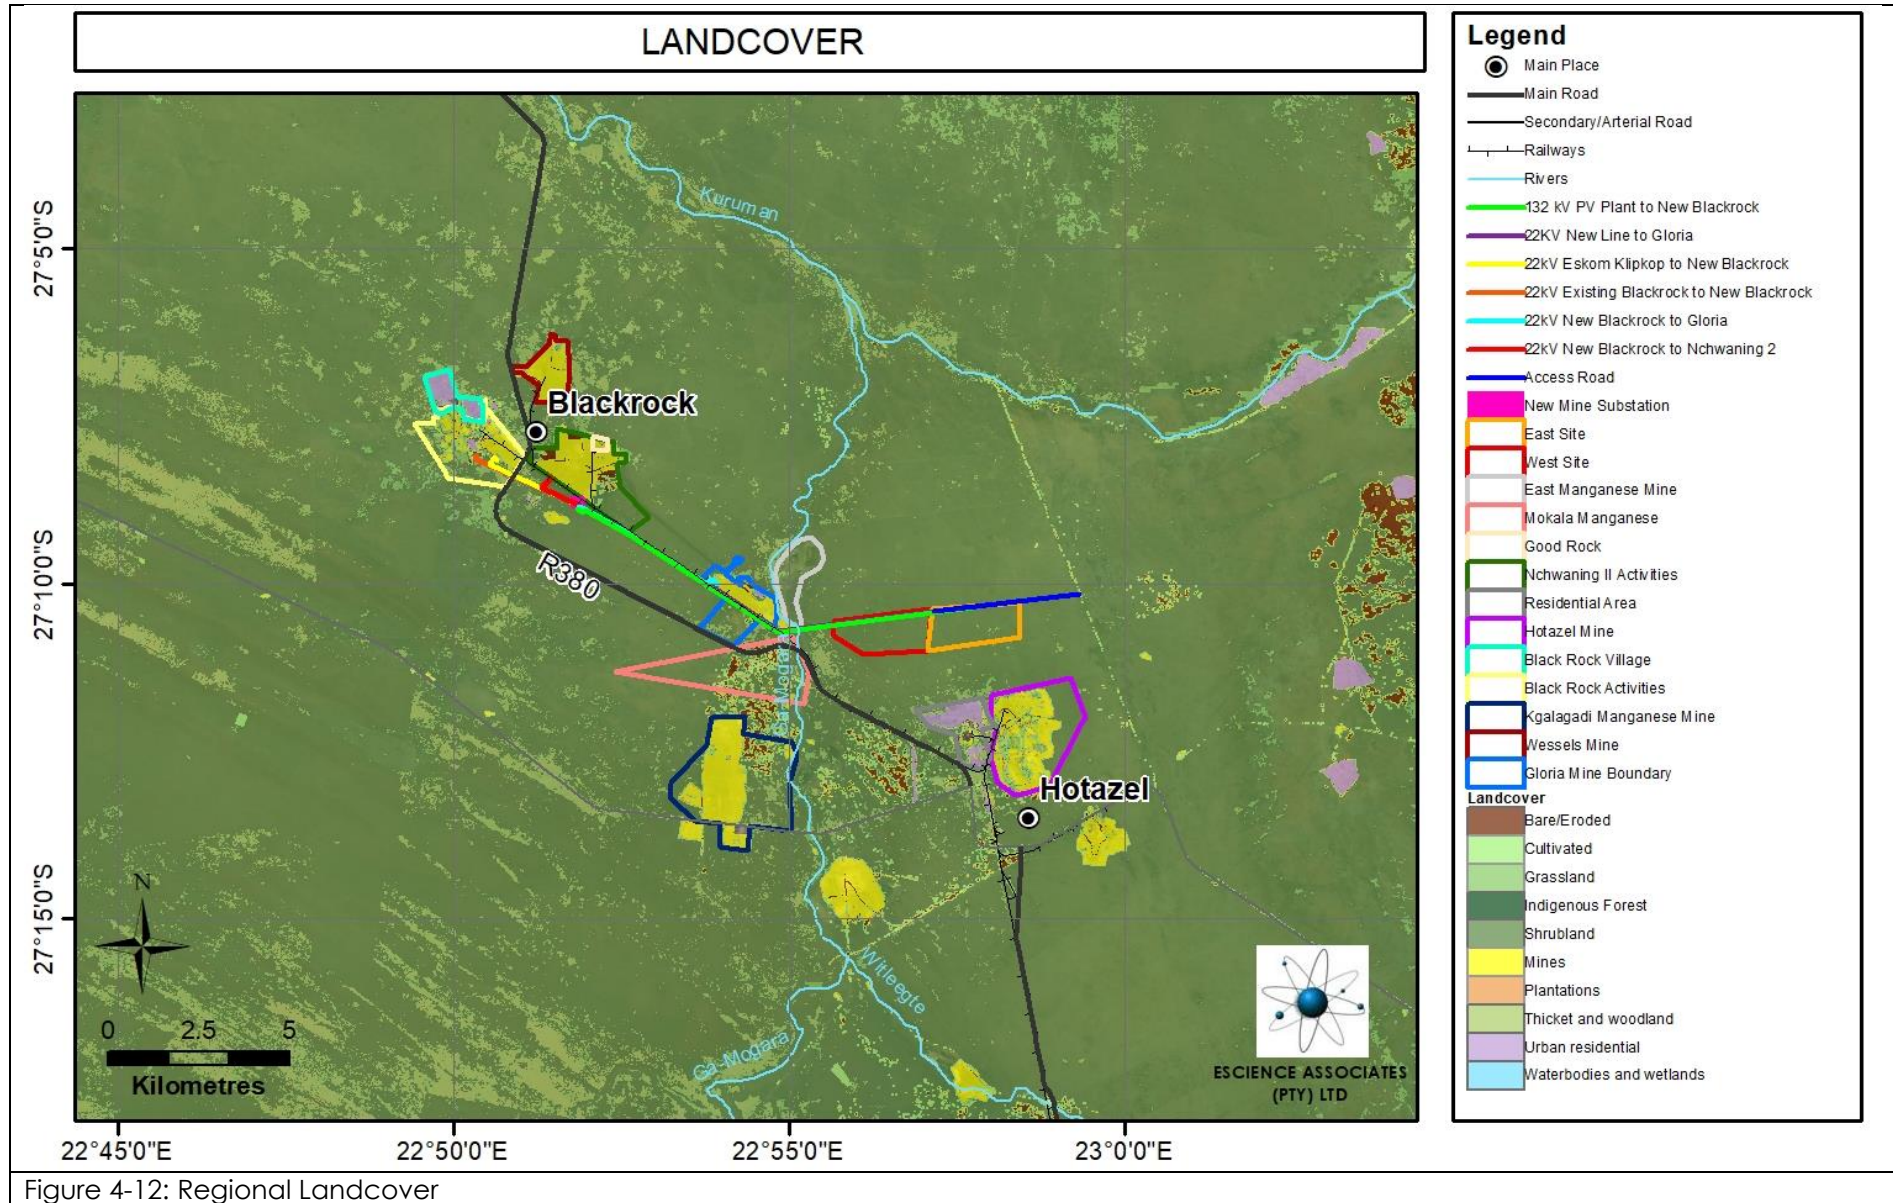 LANDCOVER
Kuruman
Blackrock
R380
Ga-Mogara
Hotazel
Witleegte
Ga-Mogara
N
0 2.5 5
Kilometres
ESCIENCE ASSOCIATES
(PTY) LTD
27°5'0"S
27°10'0"S
27°15'0"S
22°45'0"E 22°50'0"E 22°55'0"E 23°0'0"E
Legend
Main Place
Main Road
Secondary/Arterial Road
Railways
Rivers
132 kV PV Plant to New Blackrock
22KV New Line to Gloria
22kV Eskom Klipkop to New Blackrock
22kV Existing Blackrock to New Blackrock
22kV New Blackrock to Gloria
22kV New Blackrock to Nchwaning 2
Access Road
New Mine Substation
East Site
West Site
East Manganese Mine
Mokala Manganese
Good Rock
Nchwaning II Activities
Residential Area
Hotazel Mine
Black Rock Village
Black Rock Activities
Kgalagadi Manganese Mine
Wessels Mine
Gloria Mine Boundary
Landcover
Bare/Eroded
Cultivated
Grassland
Indigenous Forest
Shrubland
Mines
Plantations
Thicket and woodland
Urban residential
Waterbodies and wetlands
Figure 4-12: Regional Landcover